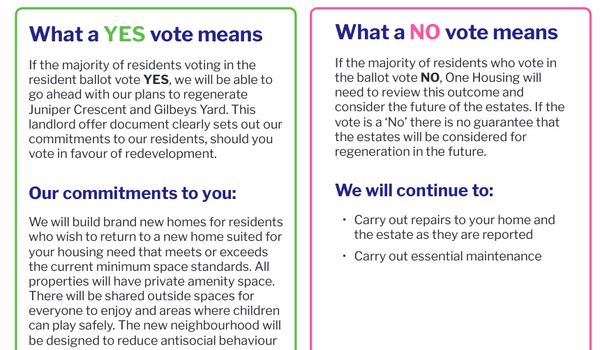 What a YES vote means
If the majority of residents voting in the
resident ballot vote YES, we will be able to
go ahead with our plans to regenerate
Juniper Crescent and Gilbeys Yard. This
landlord offer document clearly sets out our
commitments to our residents, should you
vote in favour of redevelopment.
Our commitments to you:
We will build brand new homes for residents
who wish to return to a new home suited for
your housing need that meets or exceeds
the current minimum space standards. All
properties will have private amenity space.
There will be shared outside spaces for
everyone to enjoy and areas where children
can play safely. The new neighbourhood will
be designed to reduce antisocial behaviour
What a NO vote means
If the majority of residents who vote in
the ballot vote NO, One Housing will
need to review this outcome and
consider the future of the estates. If the
vote is a ‘No’ there is no guarantee that
the estates will be considered for
regeneration in the future.
We will continue to:
• Carry out repairs to your home and
the estate as they are reported
• Carry out essential maintenance